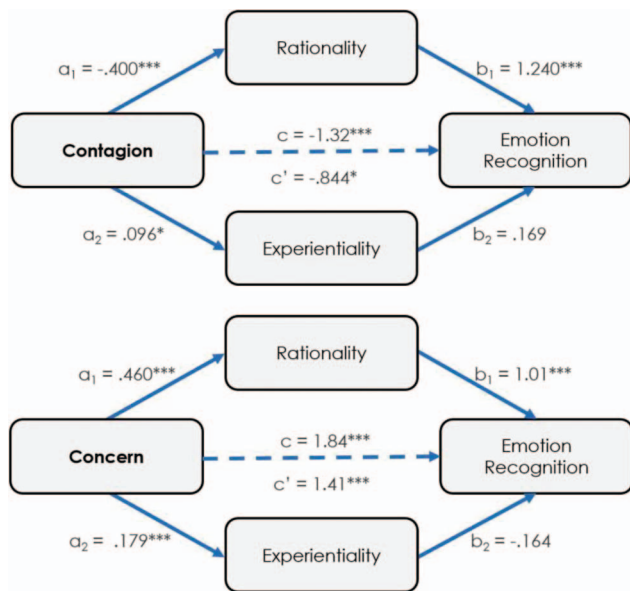 Rationality
a₁ = -.400***
b₁ = 1.240***
Contagion
c = -1.32***
c' = -.844*
Emotion
Recognition
a₂ = .096*
b₂ = .169
Experientiality
Rationality
a₁ = .460***
b₁ = 1.01***
Concern
c = 1.84***
c' = 1.41***
Emotion
Recognition
a₂ = .179***
b₂ = -.164
Experientiality